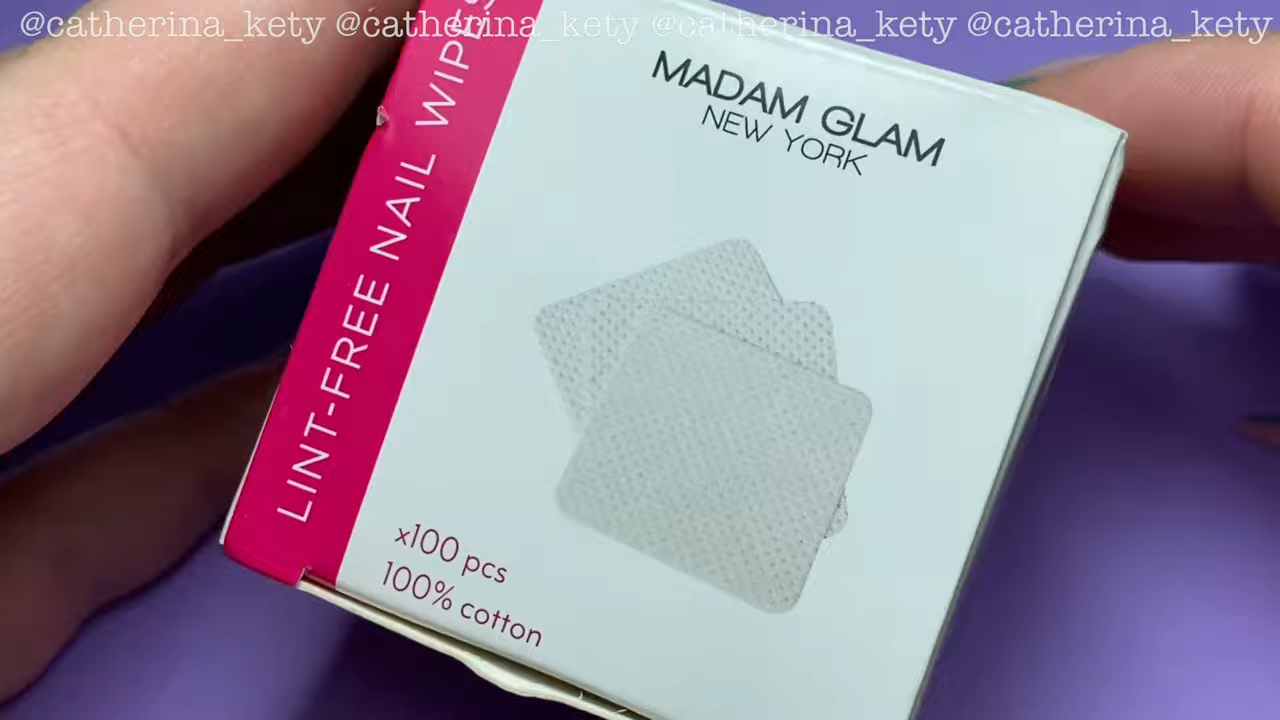 @catherina_kety @catherina_kety @catherina_kety @catherina_kety
MADAM GLAM
NEW YORK
LINT-FREE NAIL WIPES
x100 pcs
100% cotton